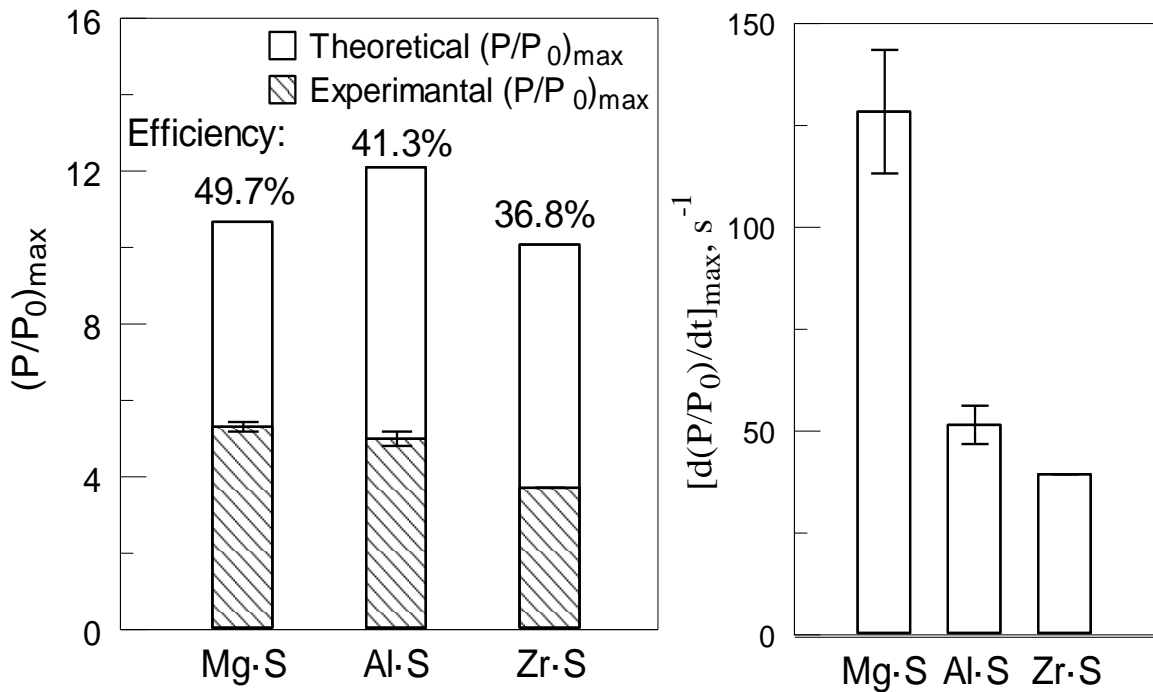 16
12
8
4
0
(P/P0)max
Theoretical (P/P0)max
Experimantal (P/P0)max
Efficiency:
49.7%
41.3%
36.8%
Mg·S
Al·S
Zr·S
150
100
50
0
[d(P/P0)/dt]max, s-1
Mg·S
Al·S
Zr·S